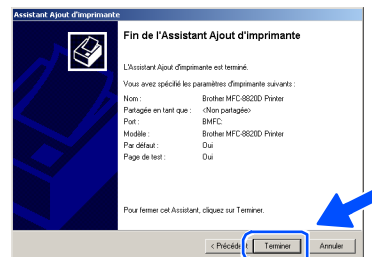 Assistant Ajout d'imprimante
Fin de l'Assistant Ajout d'imprimante
L'Assistant Ajout d'imprimante est terminé.
Vous avez spécifié les paramètres d'imprimante suivants :
Nom : Brother MFC-8820D Printer
Partagée en tant que : <Non partagée>
Port : BMFC:
Modèle : Brother MFC-8820D Printer
Par défaut : Oui
Page de test : Oui
Pour fermer cet Assistant, cliquez sur Terminer.
< Précéde t Terminer Annuler